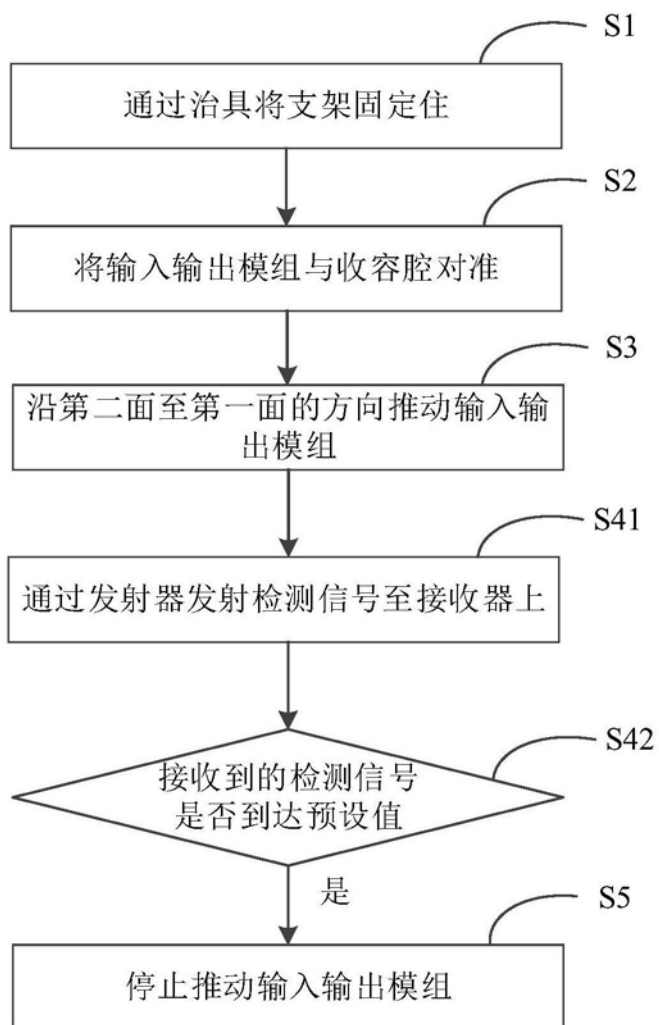 S1
通过治具将支架固定住
S2
将输入输出模组与收容腔对准
S3
沿第二面至第一面的方向推动输入输
出模组
S41
通过发射器发射检测信号至接收器上
S42
接收到的检测信号
是否到达预设值
是
S5
停止推动输入输出模组